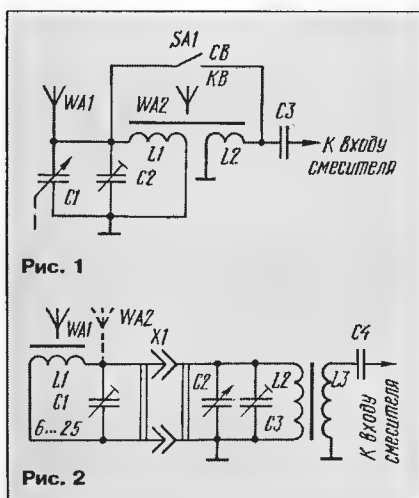 SA1
СВ
КВ
WA1
WA2
C3
К входу
смесителя
C1
C2
L1
L2
Рис. 1
WA1
WA2
X1
C4
L1
C1
C2
L2
L3
C3
6...25
К входу
смесителя
Рис. 2